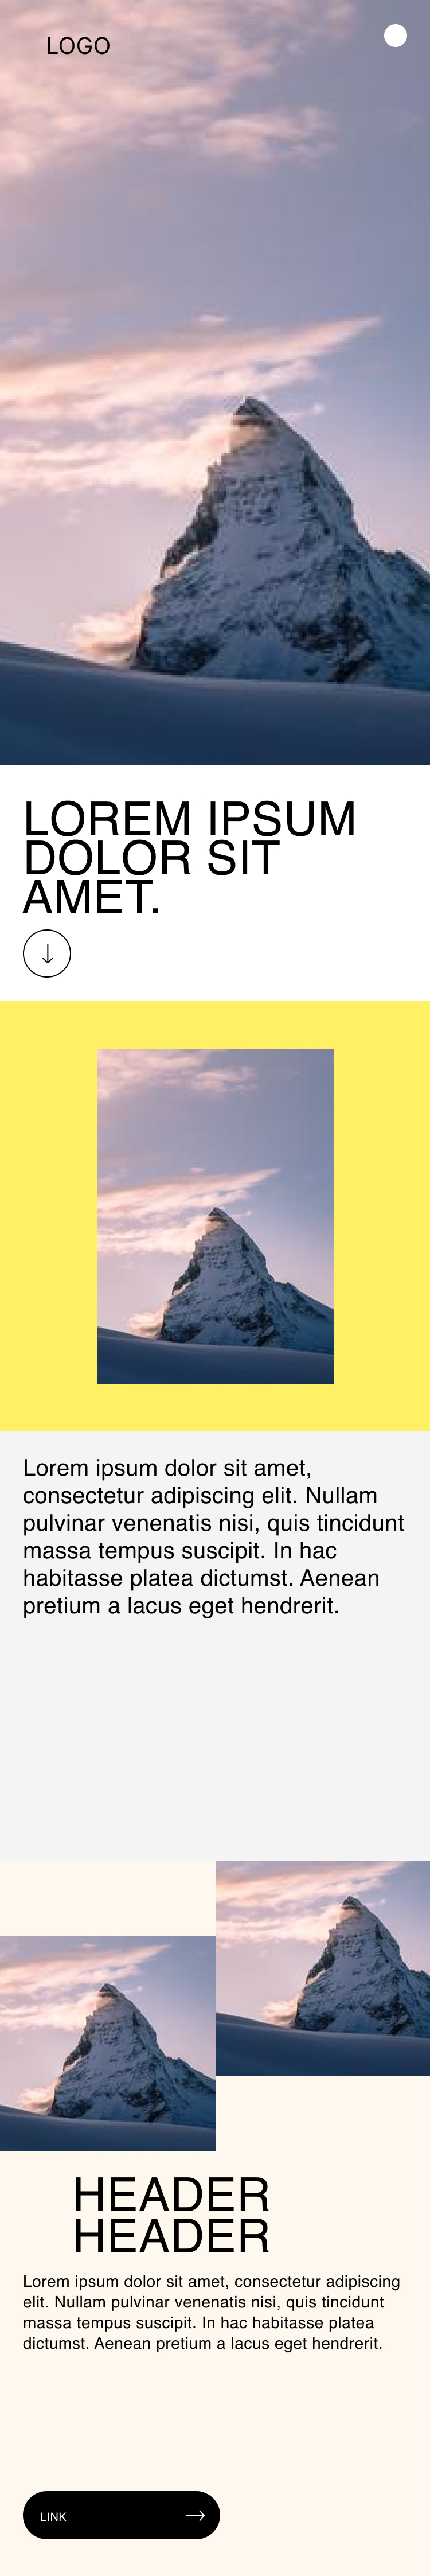 LOGO
LOREM IPSUM
DOLOR SIT
AMET.
Lorem ipsum dolor sit amet,
consectetur adipiscing elit. Nullam
pulvinar venenatis nisi, quis tincidunt
massa tempus suscipit. In hac
habitasse platea dictumst. Aenean
pretium a lacus eget hendrerit.
HEADER
HEADER
Lorem ipsum dolor sit amet, consectetur adipiscing
elit. Nullam pulvinar venenatis nisi, quis tincidunt
massa tempus suscipit. In hac habitasse platea
dictumst. Aenean pretium a lacus eget hendrerit.
LINK